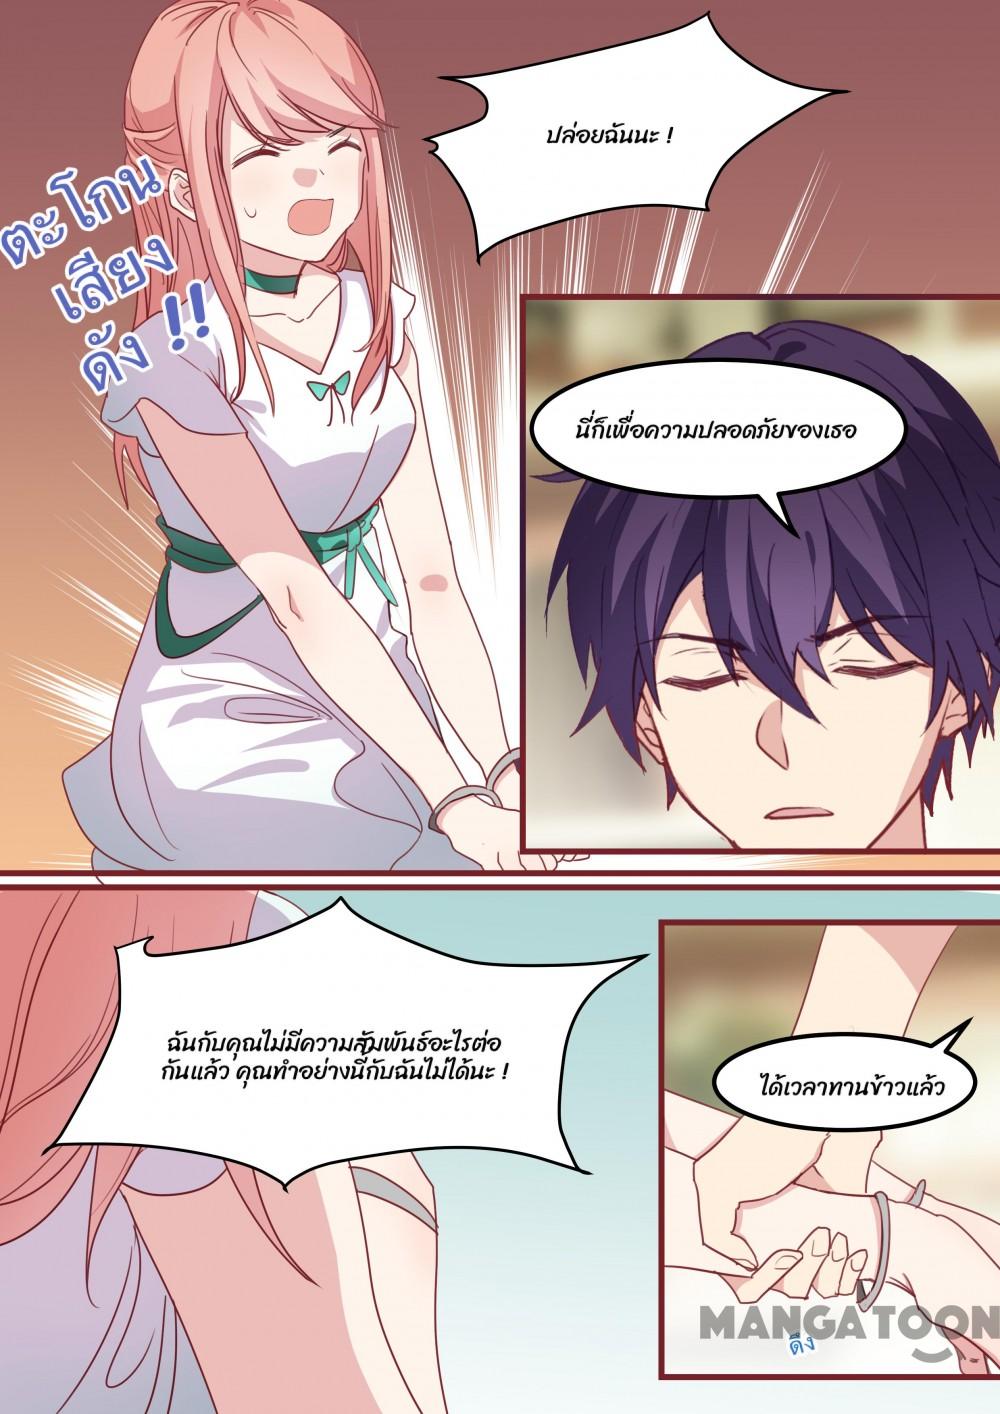 ปล่อยฉันนะ !
ตะโกน
เสียง
ดัง !!
นี่ก็เพื่อความปลอดภัยของเธอ
ฉันกับคุณไม่มีความสัมพันธ์อะไรต่อ
กันแล้ว คุณทำอย่างนี้กับฉันไม่ได้นะ !
ได้เวลาทานข้าวแล้ว
MANGATOON
ดึง